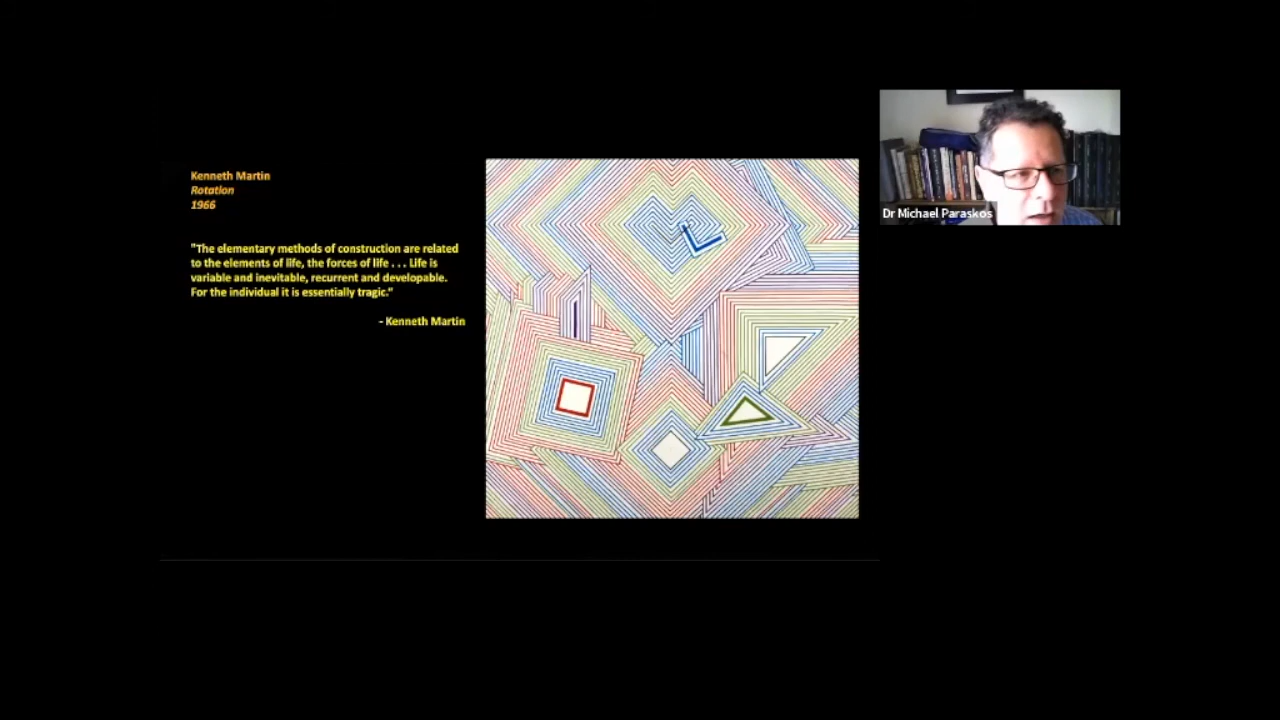 Kenneth Martin
Rotation
1966
"The elementary methods of construction are related
to the elements of life, the forces of life . . . Life is
variable and inevitable, recurrent and developable.
For the individual it is essentially tragic."
- Kenneth Martin
Dr Michael Paraskos